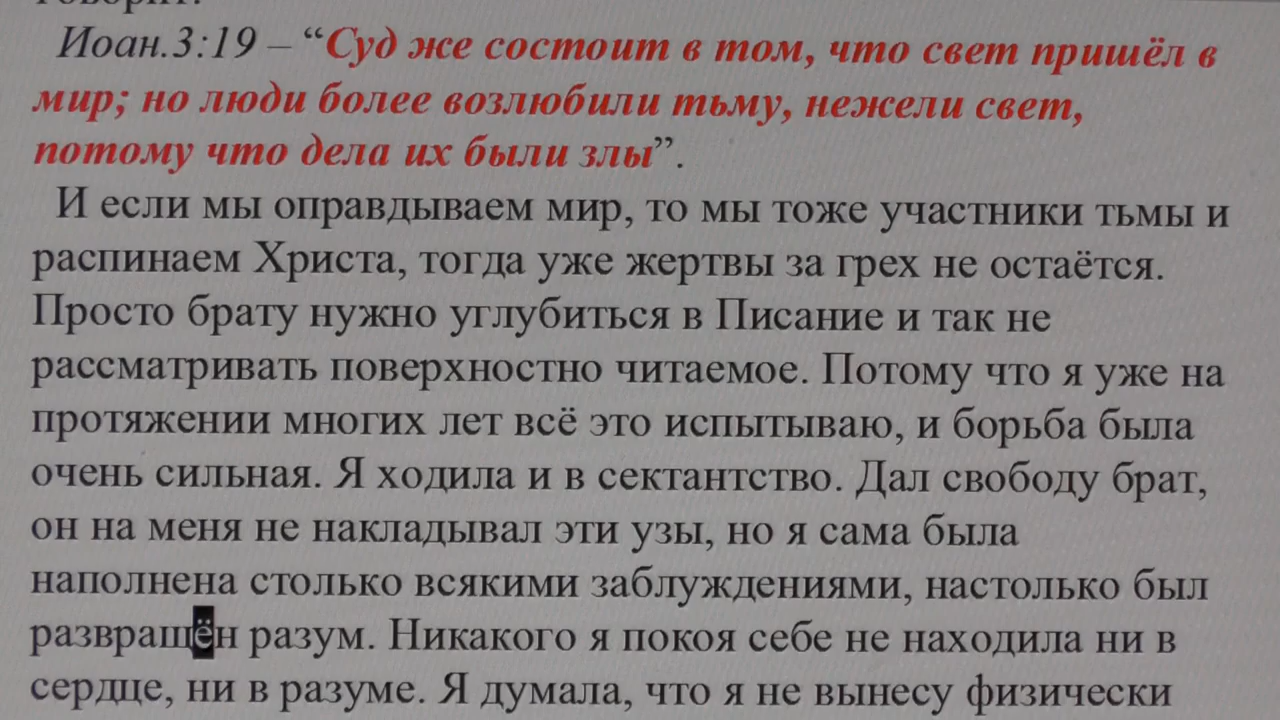 Иоан.3:19 – “Суд же состоит в том, что свет пришёл в
мир; но люди более возлюбили тьму, нежели свет,
потому что дела их были злы”.
И если мы оправдываем мир, то мы тоже участники тьмы и
распинаем Христа, тогда уже жертвы за грех не остаётся.
Просто брату нужно углубиться в Писание и так не
рассматривать поверхностно читаемое. Потому что я уже на
протяжении многих лет всё это испытываю, и борьба была
очень сильная. Я ходила и в сектантство. Дал свободу брат,
он на меня не накладывал эти узы, но я сама была
наполнена столько всякими заблуждениями, настолько был
развращён разум. Никакого я покоя себе не находила ни в
сердце, ни в разуме. Я думала, что я не вынесу физически